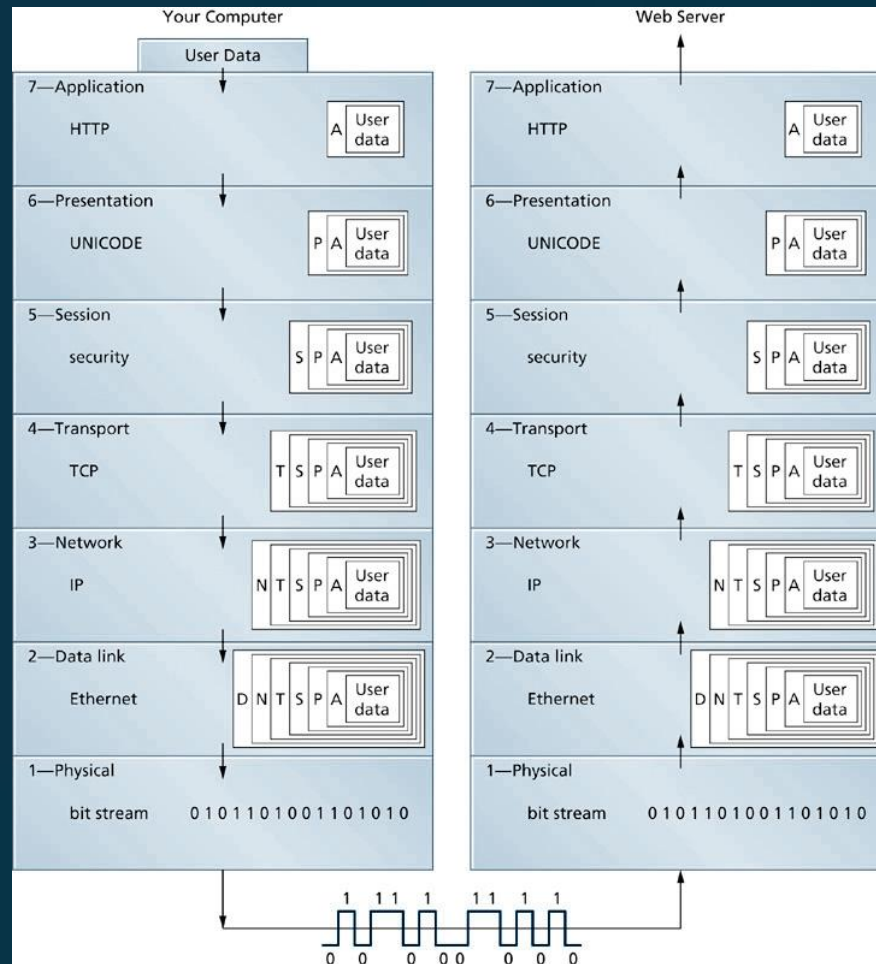 Your Computer
User Data
7—Application
HTTP
A User data
6—Presentation
UNICODE
P A User data
5—Session
security
S P A User data
4—Transport
TCP
T S P A User data
3—Network
IP
N T S P A User data
2—Data link
Ethernet
D N T S P A User data
1—Physical
bit stream 0 1 0 1 1 0 1 0 0 1 1 0 1 0 1 0
Web Server
7—Application
HTTP
A User data
6—Presentation
UNICODE
P A User data
5—Session
security
S P A User data
4—Transport
TCP
T S P A User data
3—Network
IP
N T S P A User data
2—Data link
Ethernet
D N T S P A User data
1—Physical
bit stream 0 1 0 1 1 0 1 0 0 1 1 0 1 0 1 0
1 1 1 1 1 1 1 1
0 0 0 0 0 0 0 0